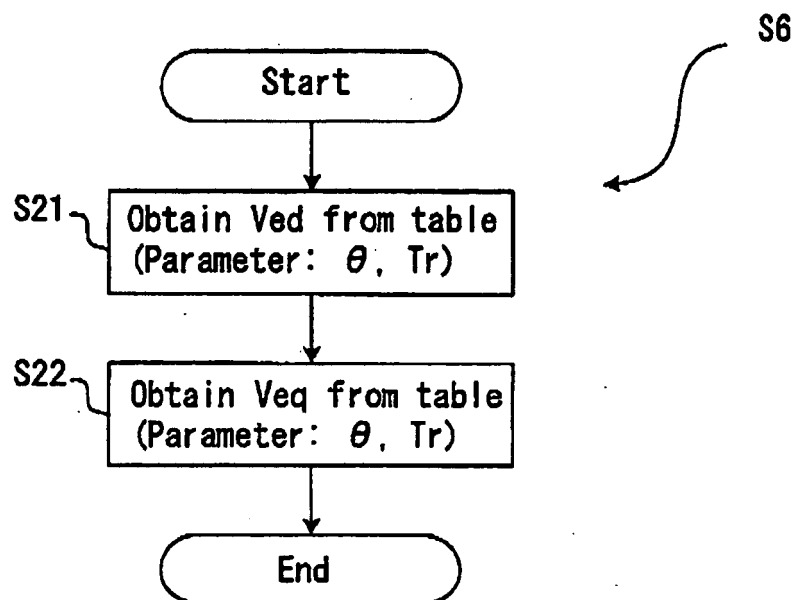 S6
Start
S21
Obtain Ved from table
(Parameter: θ, Tr)
S22
Obtain Veq from table
(Parameter: θ, Tr)
End